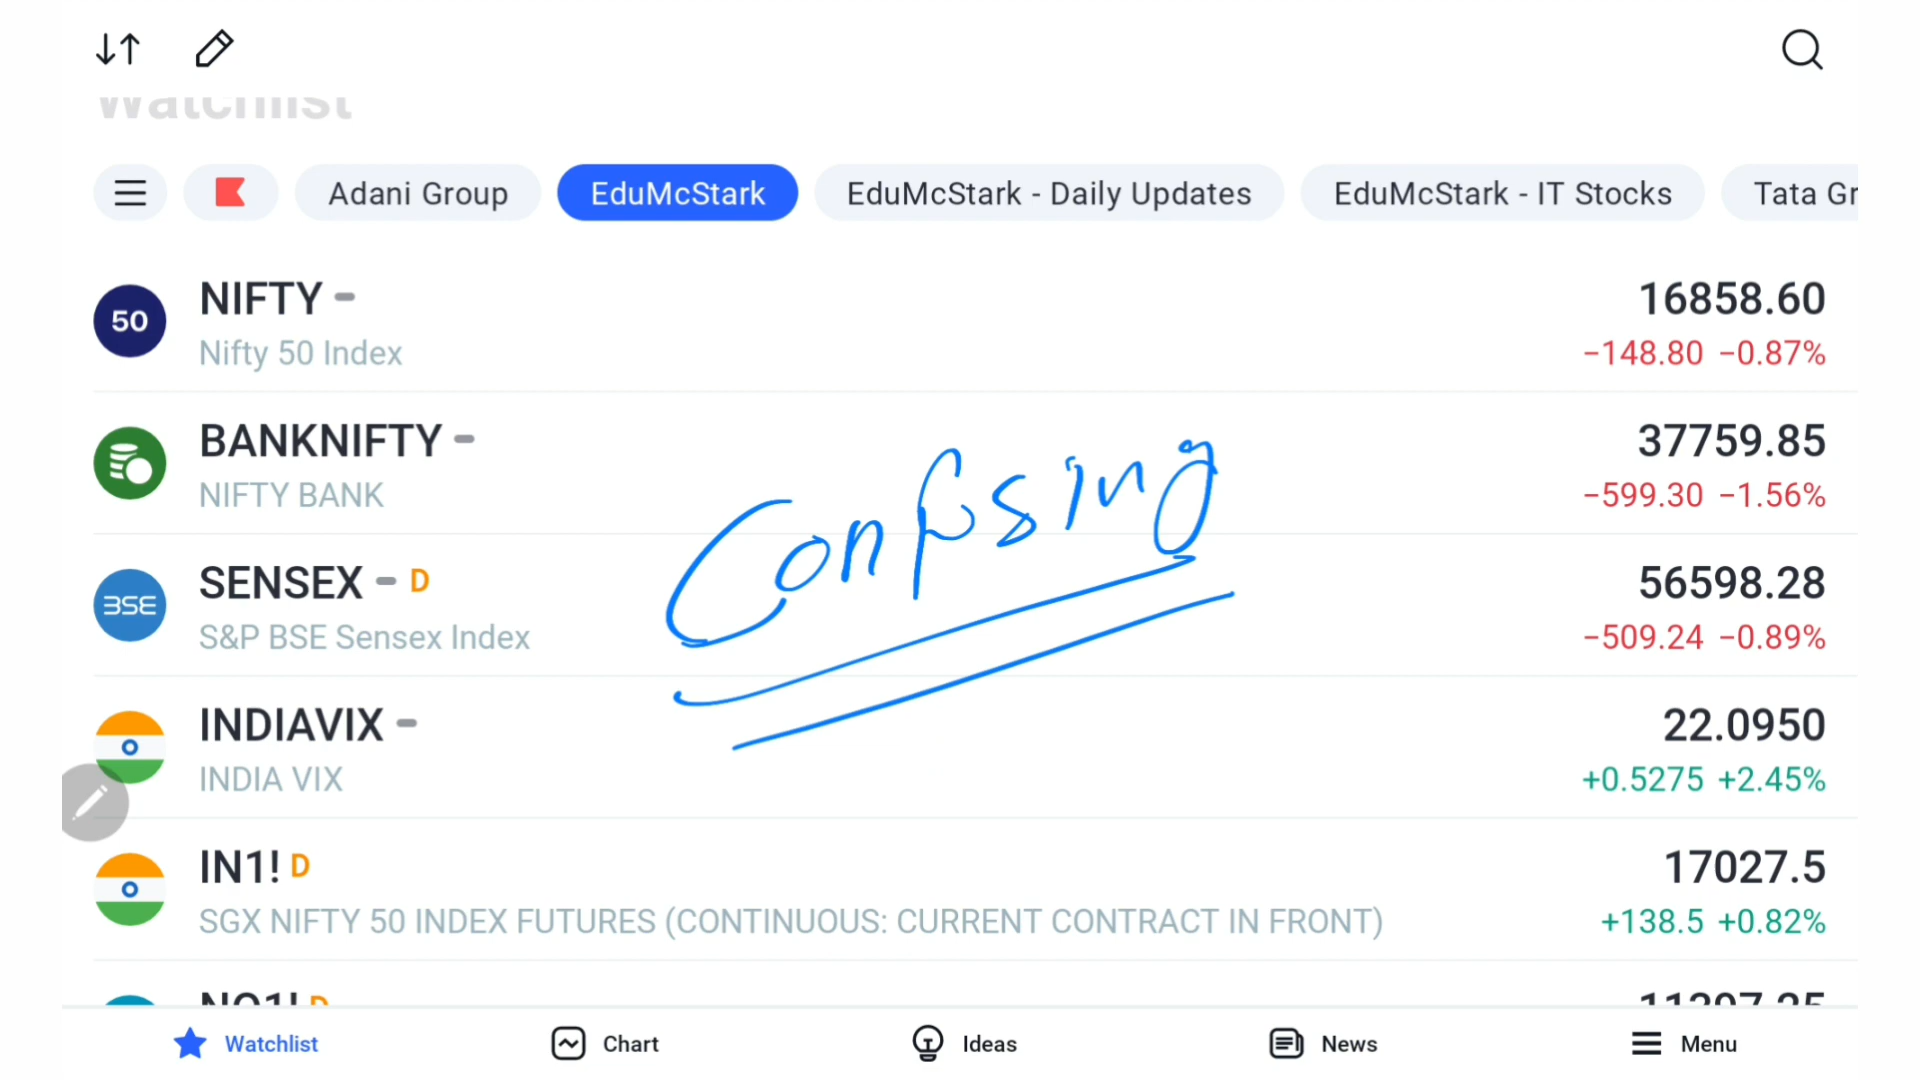 Watchlist
Adani Group
EduMcStark
EduMcStark - Daily Updates
EduMcStark - IT Stocks
Tata Gr
50
NIFTY
16858.60
Nifty 50 Index
−148.80 −0.87%
BANKNIFTY
37759.85
NIFTY BANK
−599.30 −1.56%
Confusing
BSE
SENSEX D
56598.28
S&P BSE Sensex Index
−509.24 −0.89%
INDIAVIX
22.0950
INDIA VIX
+0.5275 +2.45%
IN1! D
17027.5
SGX NIFTY 50 INDEX FUTURES (CONTINUOUS: CURRENT CONTRACT IN FRONT)
+138.5 +0.82%
Watchlist
Chart
Ideas
News
Menu